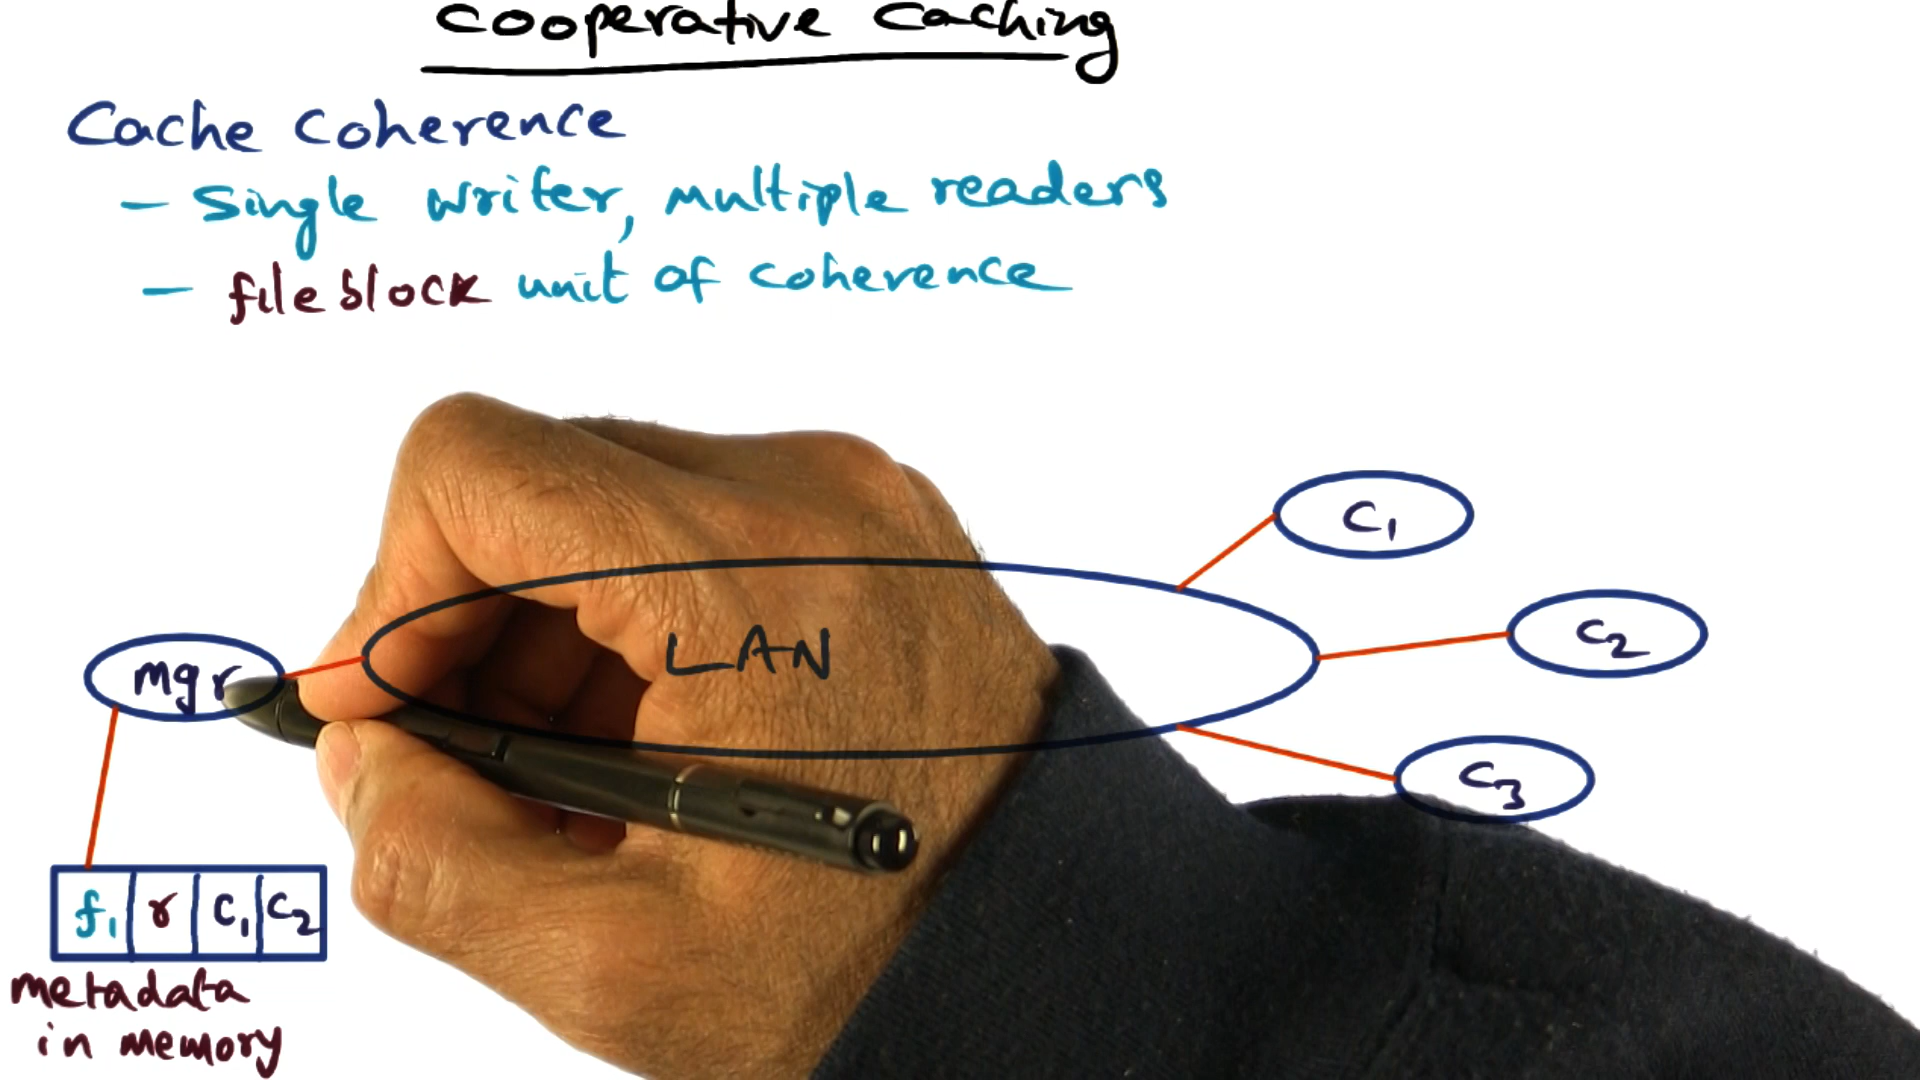 Cooperative Caching
Cache Coherence
- Single writer, multiple readers
- file block unit of coherence
C1
LAN
C2
mgr
C3
f1 r C1 C2
metadata
in memory